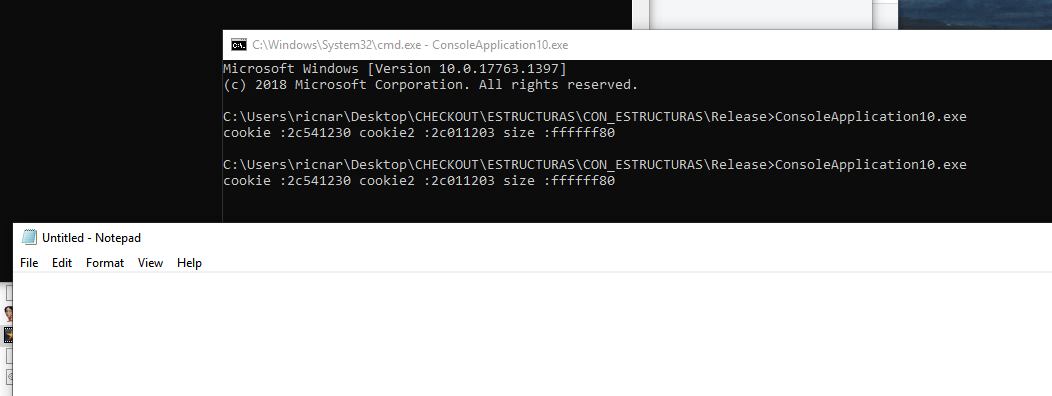 C:\Windows\System32\cmd.exe - ConsoleApplication10.exe
Microsoft Windows [Version 10.0.17763.1397]
(c) 2018 Microsoft Corporation. All rights reserved.
C:\Users\ricnar\Desktop\CHECKOUT\ESTRUCTURAS\CON_ESTRUCTURAS\Release>ConsoleApplication10.exe
cookie :2c541230 cookie2 :2c011203 size :ffffff80
C:\Users\ricnar\Desktop\CHECKOUT\ESTRUCTURAS\CON_ESTRUCTURAS\Release>ConsoleApplication10.exe
cookie :2c541230 cookie2 :2c011203 size :ffffff80
Untitled - Notepad
File Edit Format View Help